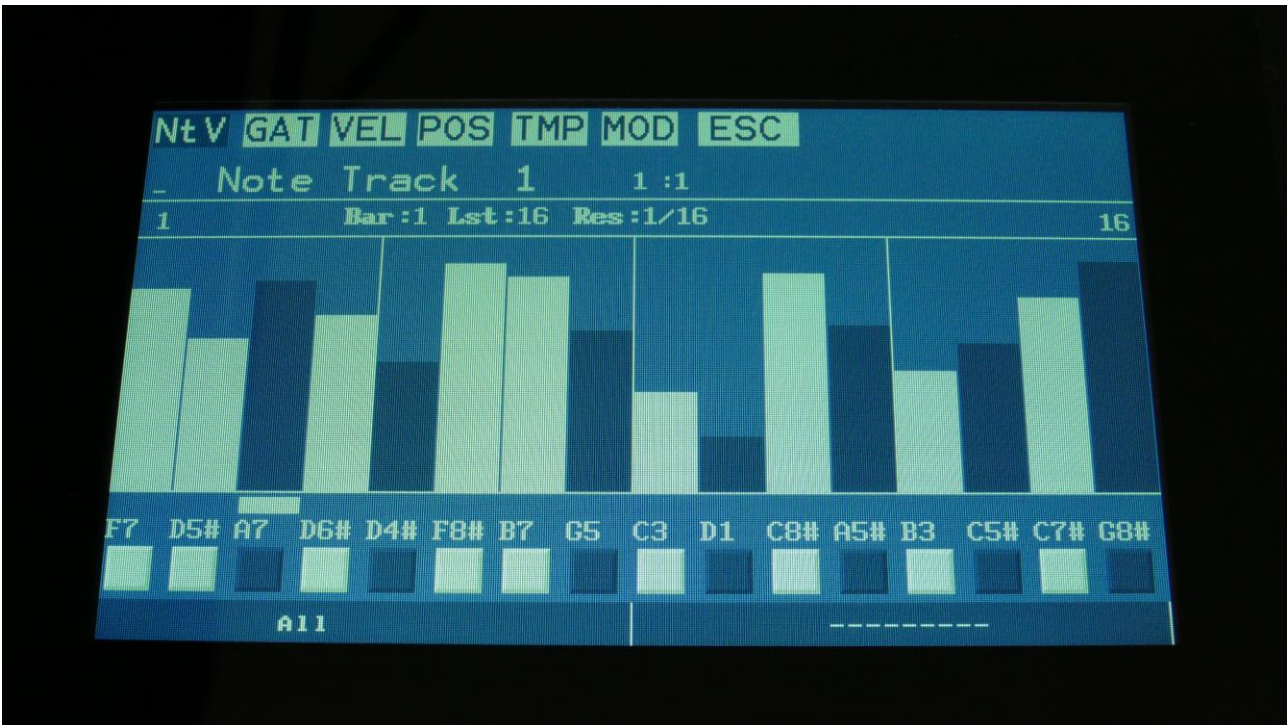 Nt V GAT VEL POS TMP MOD ESC
_ Note Track 1 1 :1
1 Bar:1 Lst:16 Res:1/16 16
F7 D5# A7 D6# D4# F8# B7 G5 C3 D1 C8# A5# B3 C5# C7# G8#
All ---------